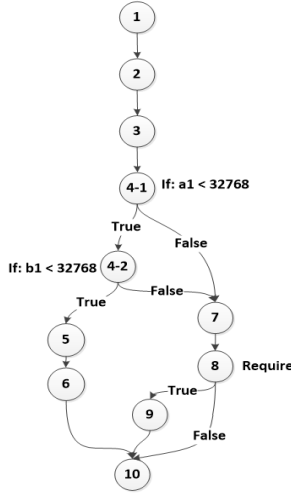 1
2
3
4-1 If: a1 < 32768
True
False
If: b1 < 32768 4-2
False
True
7
5
8 Require
6
True
9
False
10